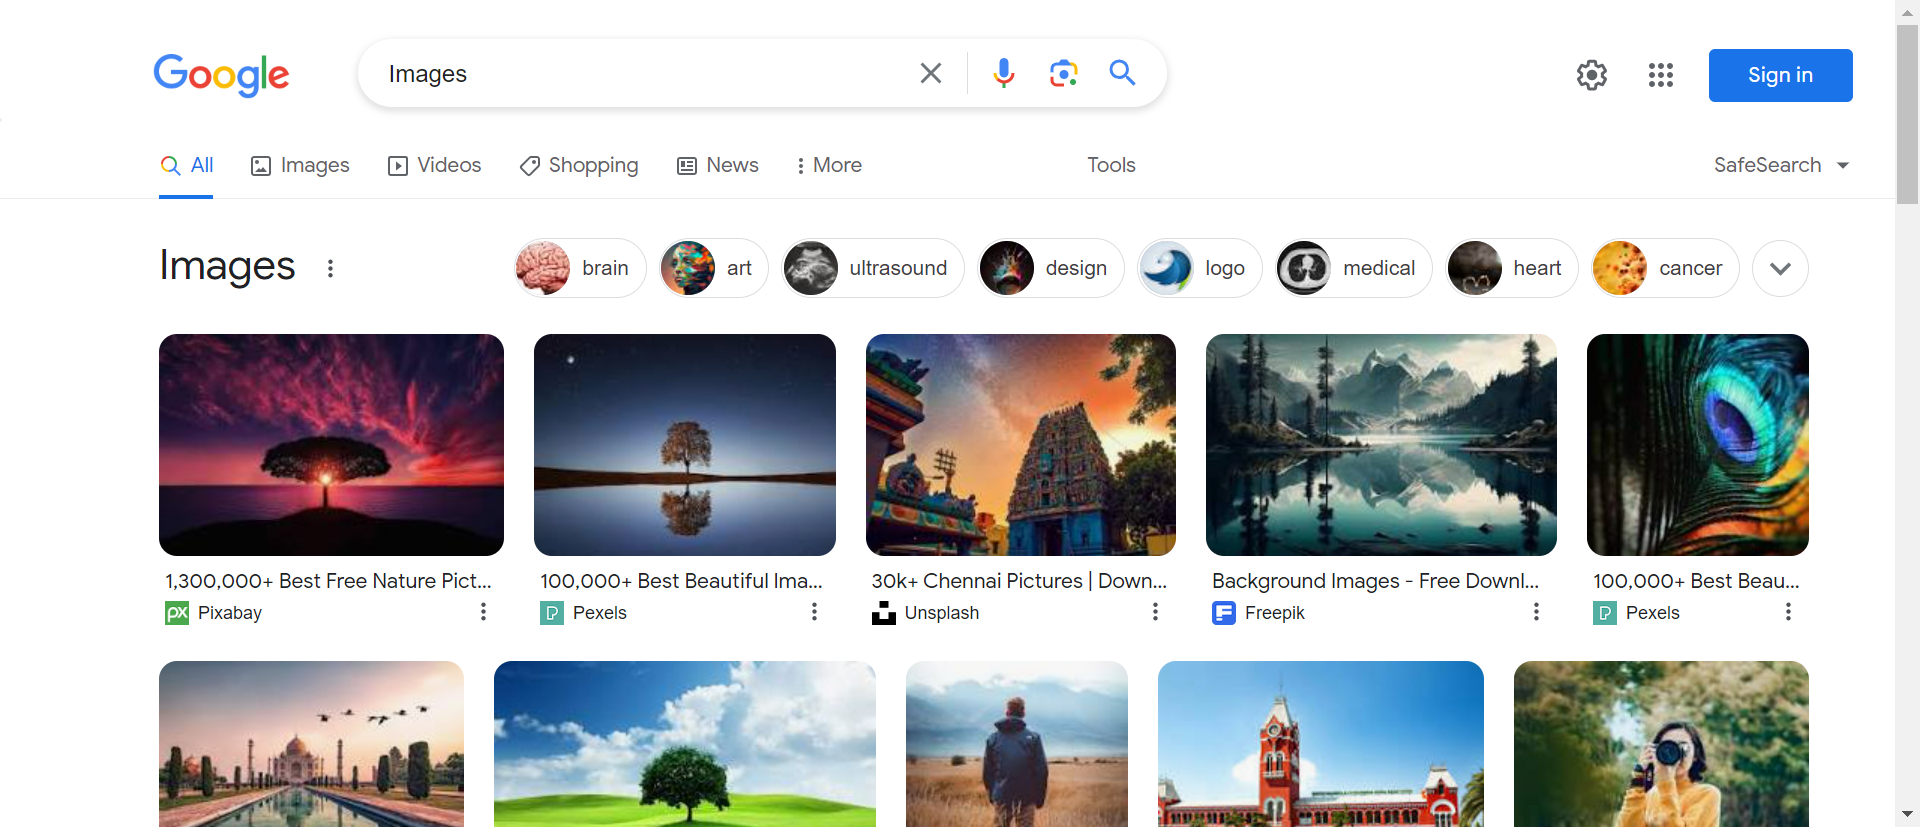 Google
Images
Sign in
All Images Videos Shopping News More Tools SafeSearch
Images
brain art ultrasound design logo medical heart cancer
1,300,000+ Best Free Nature Pict... 100,000+ Best Beautiful Ima... 30k+ Chennai Pictures | Down... Background Images - Free Downl... 100,000+ Best Beau...
px Pixabay P Pexels Unsplash F Freepik P Pexels